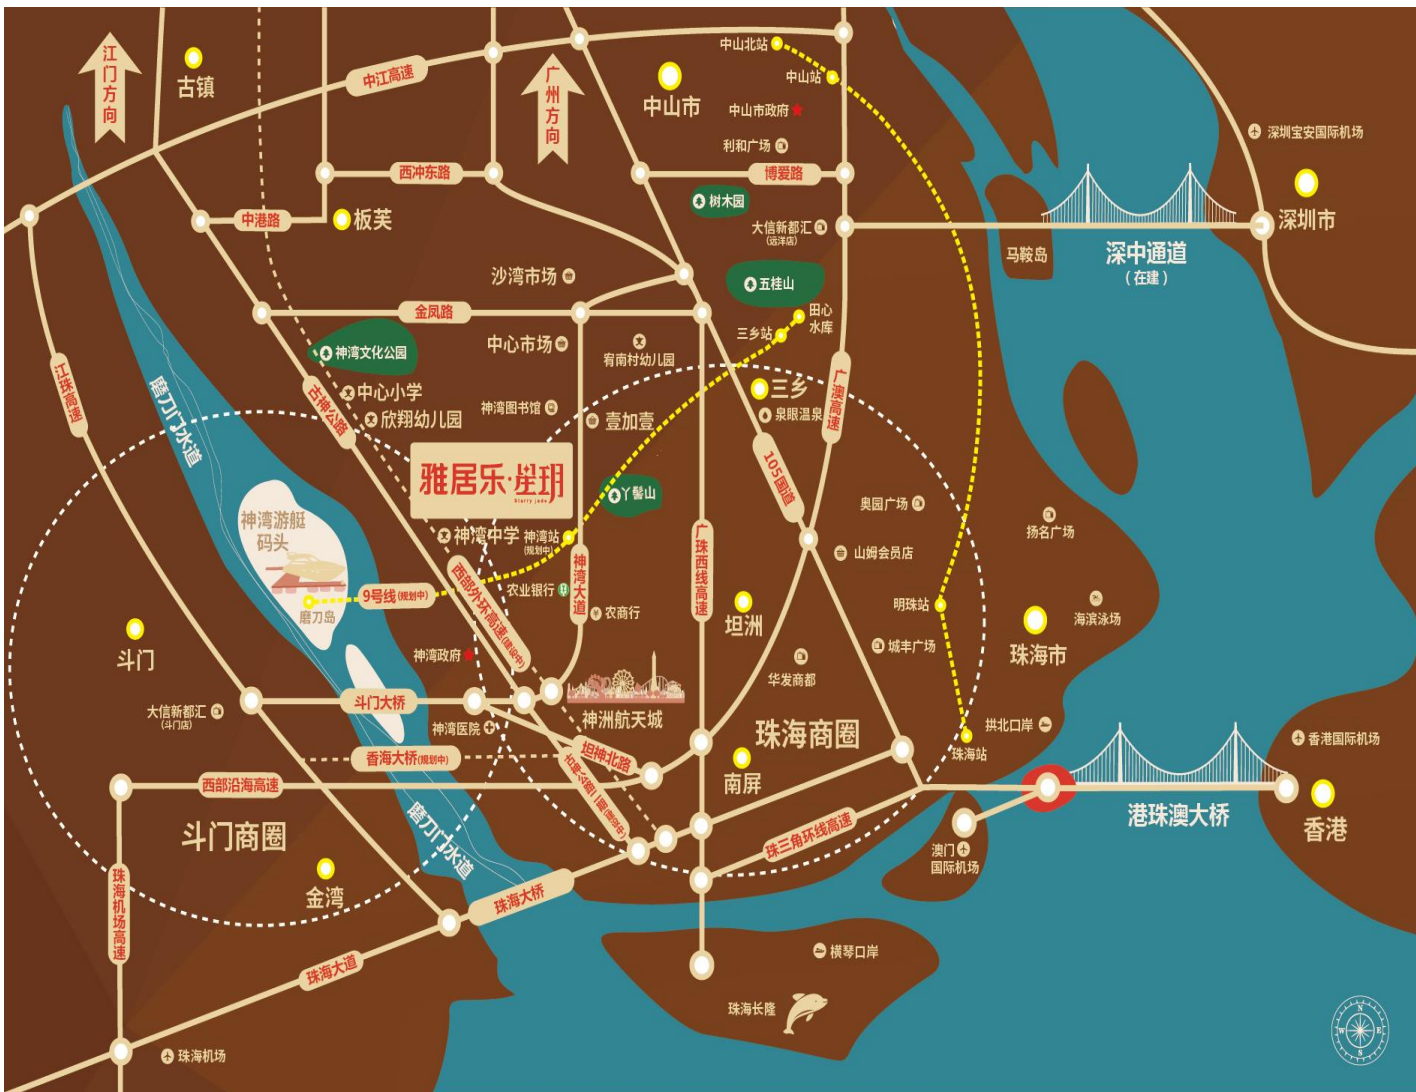 江门方向
古镇
中江高速
广州方向
中山市
中山北站
中山站
中山市政府
利和广场
博爱路
深圳宝安国际机场
深圳市
西冲东路
中港路
板芙
树木园
大信新都汇
(远洋店)
马鞍岛
深中通道
(在建)
沙湾市场
五桂山
金凤路
田心
水库
三乡站
神湾文化公园
中心市场
宥南村幼儿园
江珠高速
磨刀门水道
古神公路
中心小学
欣翔幼儿园
神湾图书馆
壹加壹
三乡
泉眼温泉
广澳高速
105国道
雅居乐·星玥
Starry jade
丫髻山
奥园广场
扬名广场
神湾游艇
码头
神湾中学
神湾站
(规划中)
广珠西线高速
山姆会员店
西部外环高速(建设中)
神湾大道
农业银行
农商行
9号线(规划中)
磨刀岛
坦洲
明珠站
海滨泳场
珠海市
斗门
神湾政府
城丰广场
华发商都
斗门大桥
神洲航天城
大信新都汇
(斗门店)
神湾医院
珠海商圈
拱北口岸
珠海站
香港国际机场
香海大桥(规划中)
坦神北路
古神公路二期(建设中)
南屏
西部沿海高速
港珠澳大桥
香港
斗门商圈
磨刀门水道
珠三角环线高速
澳门
国际机场
金湾
珠海大桥
珠海机场高速
珠海大道
横琴口岸
珠海长隆
珠海机场
N
W
E
S